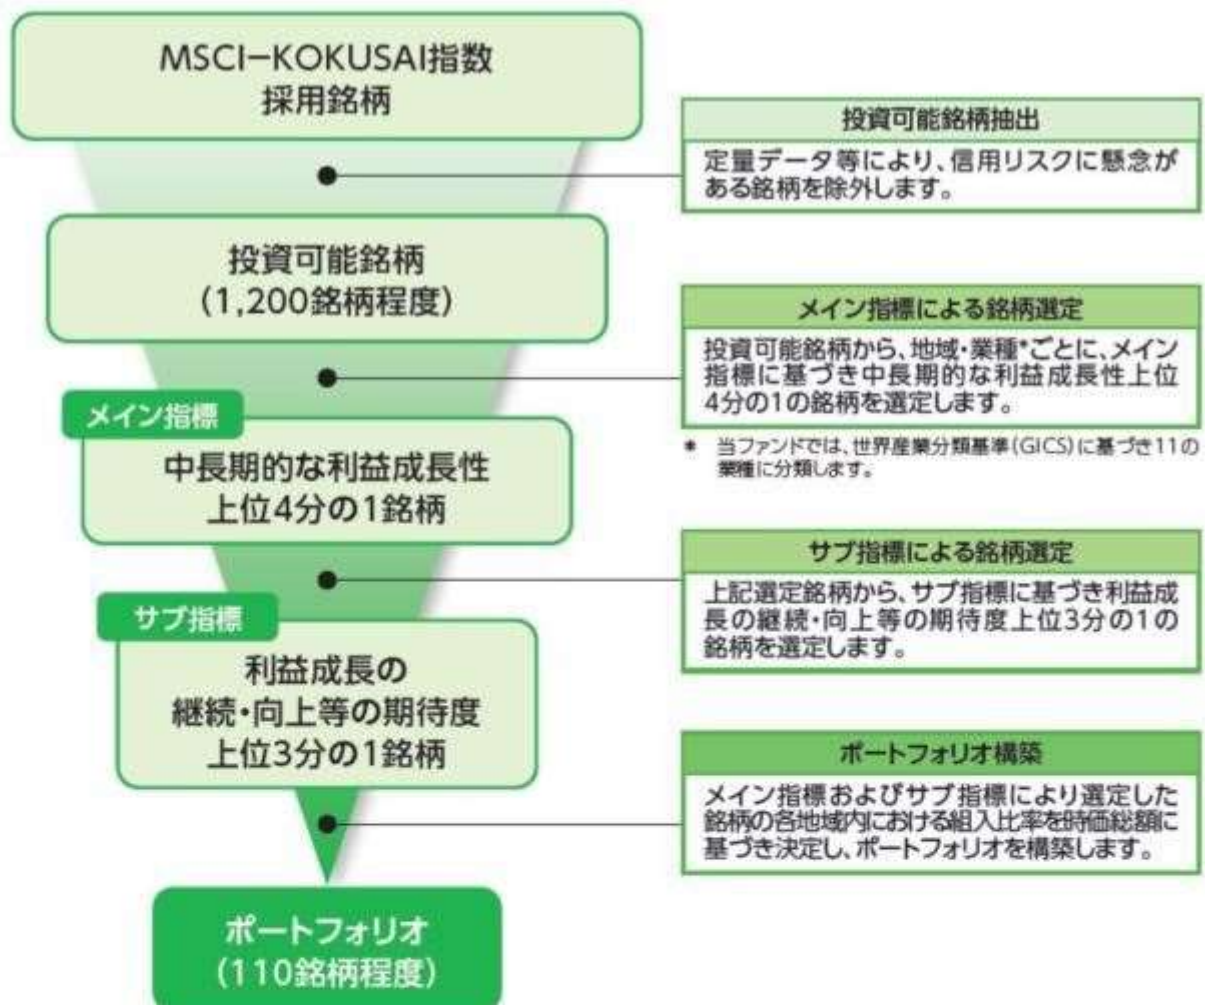 MSCI−KOKUSAI指数
採用銘柄
投資可能銘柄抽出
定量データ等により、信用リスクに懸念が
ある銘柄を除外します。
投資可能銘柄
(1,200銘柄程度)
メイン指標による銘柄選定
投資可能銘柄から、地域・業種*ごとに、メイン
指標に基づき中長期的な利益成長性上位
4分の1の銘柄を選定します。
* 当ファンドでは、世界産業分類基準(GICS)に基づき11の
業種に分類します。
メイン指標
中長期的な利益成長性
上位4分の1銘柄
サブ指標による銘柄選定
上記選定銘柄から、サブ指標に基づき利益成
長の継続・向上等の期待度上位3分の1の
銘柄を選定します。
サブ指標
利益成長の
継続・向上等の期待度
上位3分の1銘柄
ポートフォリオ構築
メイン指標およびサブ指標により選定した
銘柄の各地域内における組入比率を時価総額に
基づき決定し、ポートフォリオを構築します。
ポートフォリオ
(110銘柄程度)